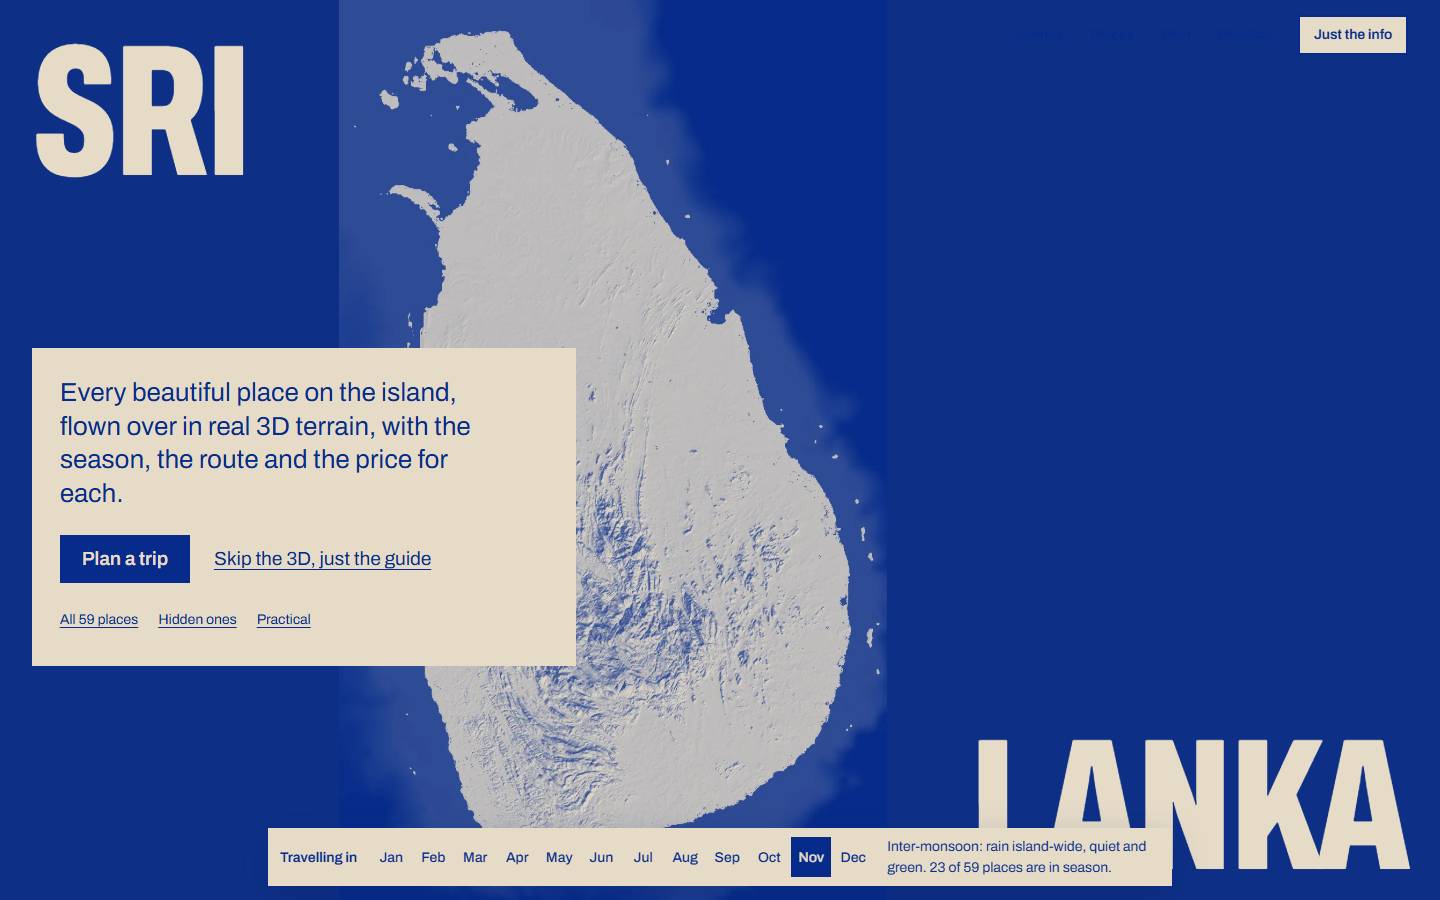 SRI
Just the info
Every beautiful place on the island,
flown over in real 3D terrain, with the
season, the route and the price for
each.
Plan a trip
Skip the 3D, just the guide
All 59 places
Hidden ones
Practical
LANKA
Travelling in Jan Feb Mar Apr May Jun Jul Aug Sep Oct Nov Dec
Inter-monsoon: rain island-wide, quiet and
green. 23 of 59 places are in season.